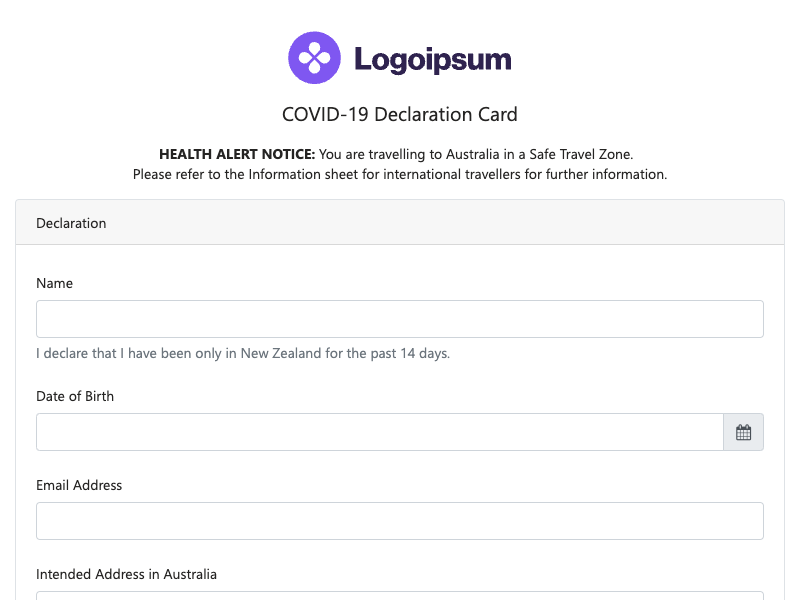 Logoipsum
COVID-19 Declaration Card
HEALTH ALERT NOTICE: You are travelling to Australia in a Safe Travel Zone.
Please refer to the Information sheet for international travellers for further information.
Declaration
Name
I declare that I have been only in New Zealand for the past 14 days.
Date of Birth
Email Address
Intended Address in Australia